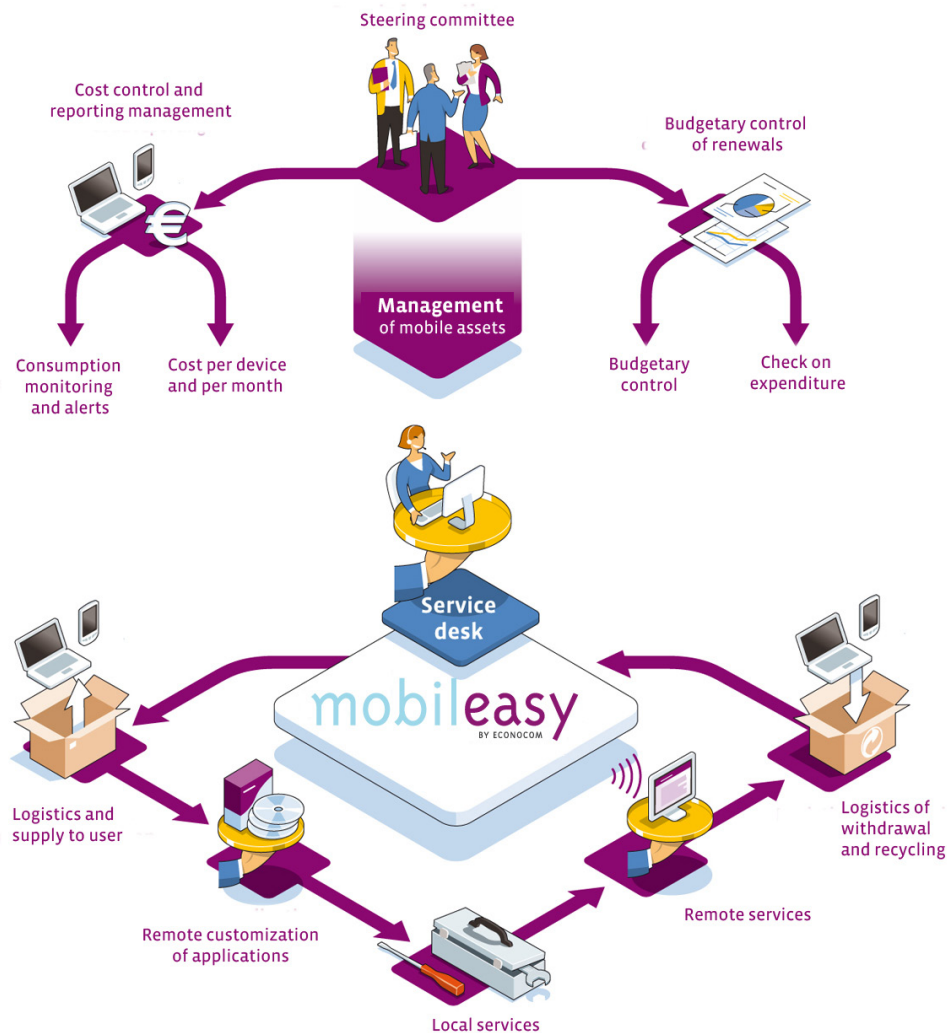 Steering committee
Cost control and
reporting management
Budgetary control
of renewals
€
Management
of mobile assets
Consumption
monitoring
and alerts
Cost per device
and per month
Budgetary
control
Check on
expenditure
Service
desk
mobileasy
BY ECONOCOM
Logistics and
supply to user
Logistics of
withdrawal
and recycling
Remote customization
of applications
Remote services
Local services